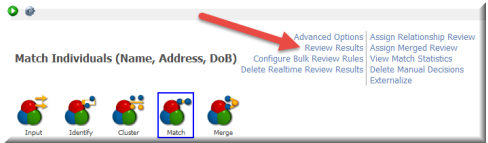 Advanced Options | Assign Relationship Review
Review Results | Assign Merged Review
Match Individuals (Name, Address, DoB)
Configure Bulk Review Rules | View Match Statistics
Delete Realtime Review Results | Delete Manual Decisions
Externalize
Input Identify Cluster Match Merge